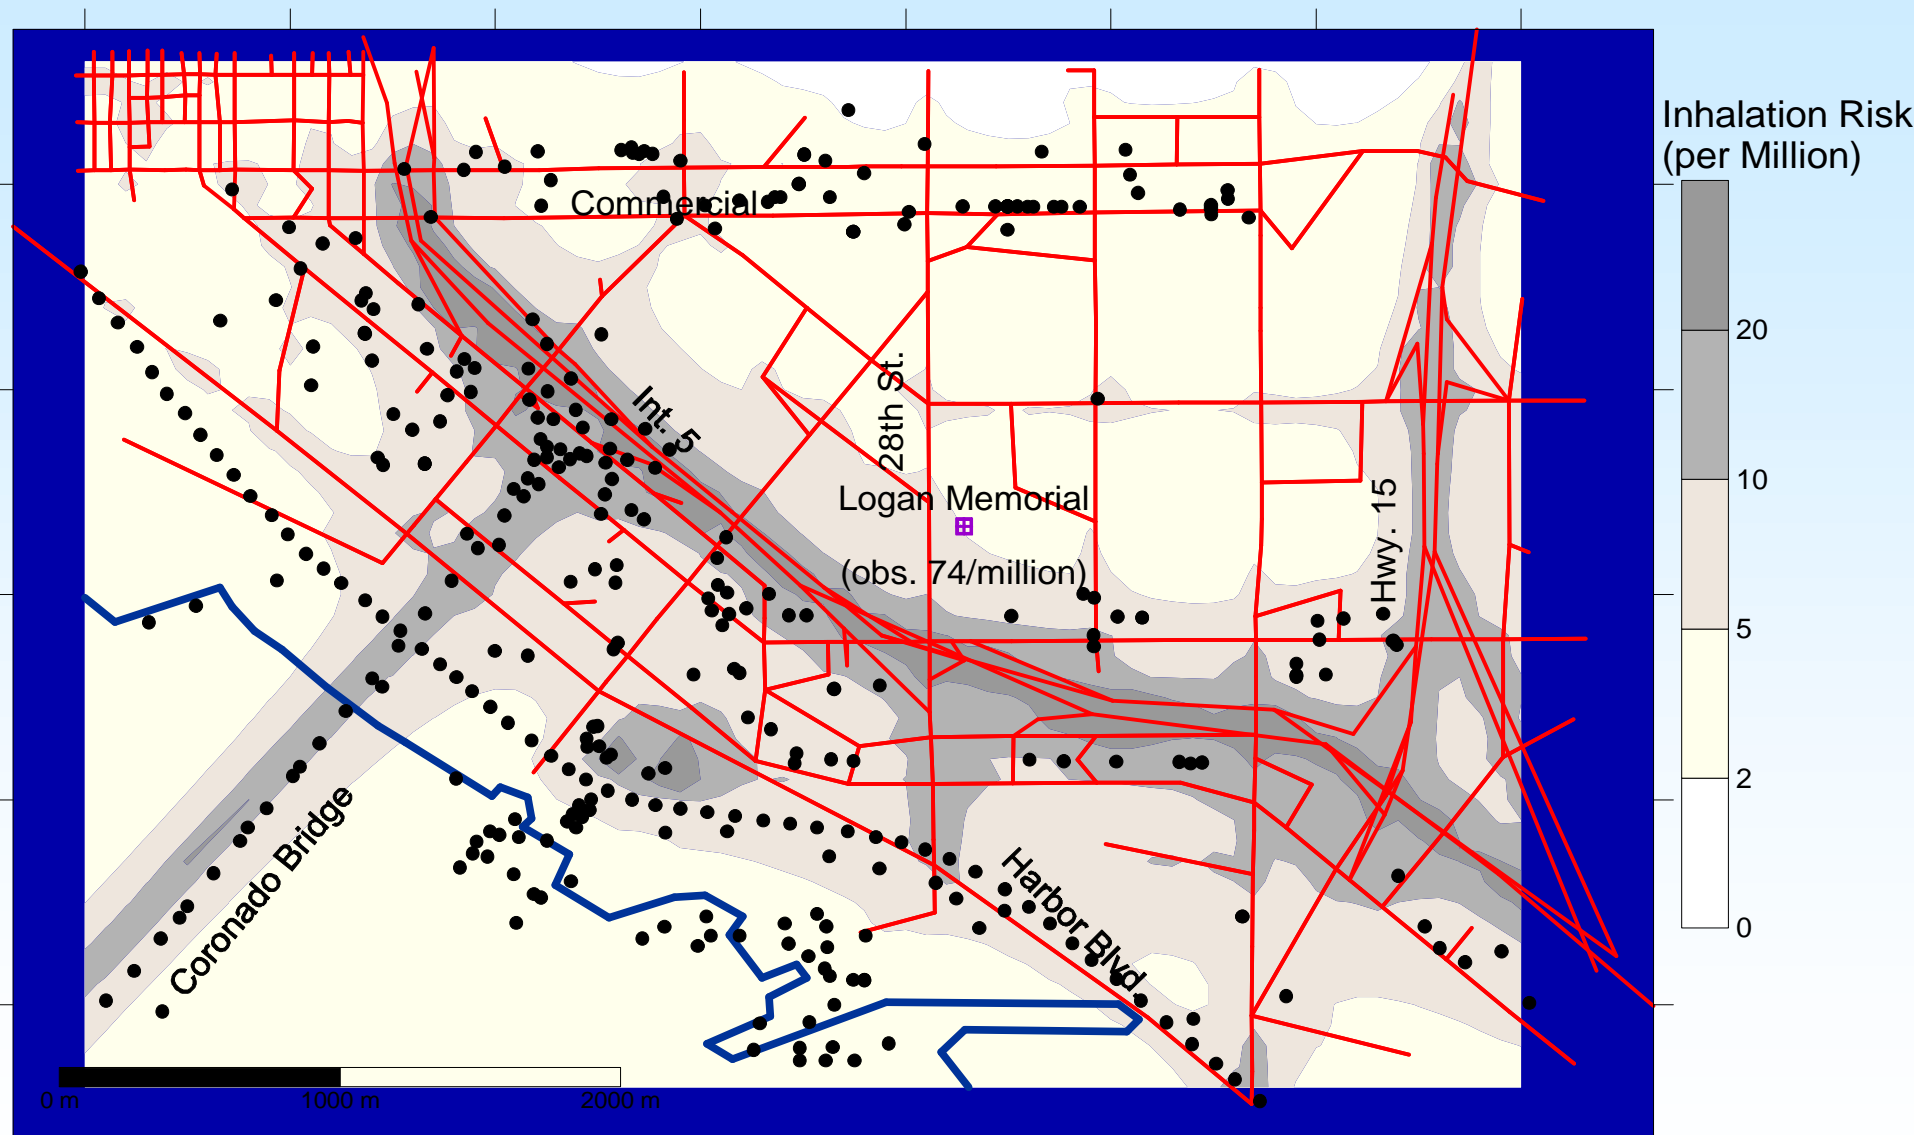 Inhalation Risk
(per Million)
Commercial
20
28th St.
Int. 5
10
Logan Memorial
Hwy. 15
(obs. 74/million)
5
2
Coronado Bridge
Harbor Blvd.
0
0 m
1000 m
2000 m